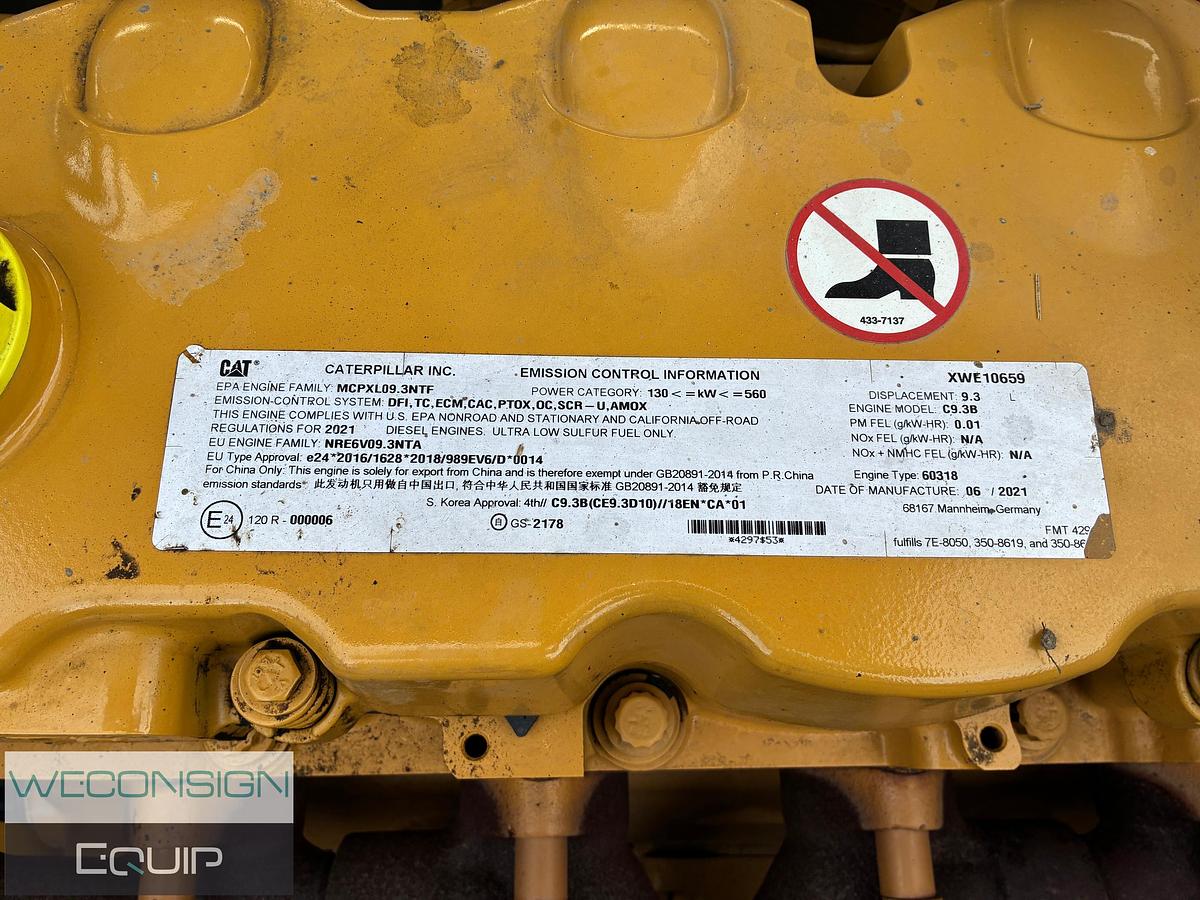 433-7137
CAT® CATERPILLAR INC. EMISSION CONTROL INFORMATION XWE10659
EPA ENGINE FAMILY: MCPXL09.3NTF POWER CATEGORY: 130 <=kW<=560 DISPLACEMENT: 9.3 L
EMISSION-CONTROL SYSTEM: DFI,TC,ECM,CAC,PTOX,OC,SCR-U,AMOX ENGINE MODEL: C9.3B
THIS ENGINE COMPLIES WITH U.S. EPA NONROAD AND STATIONARY AND CALIFORNIA OFF-ROAD PM FEL (g/kW-HR): 0.01
REGULATIONS FOR 2021 DIESEL ENGINES. ULTRA LOW SULFUR FUEL ONLY. NOx FEL (g/kW-HR): N/A
EU ENGINE FAMILY: NRE6V09.3NTA NOx + NMHC FEL (g/kW-HR): N/A
EU Type Approval: e24*2016/1628*2018/989EV6/D*0014
For China Only: This engine is solely for export from China and is therefore exempt under GB20891-2014 from P.R.China Engine Type: 60318
emission standards* 此发动机只用做自中国出口, 符合中华人民共和国国家标准 GB20891-2014 豁免规定 DATE OF MANUFACTURE: 06 / 2021
S. Korea Approval: 4th// C9.3B(CE9.3D10)//18EN*CA*01 68167 Mannheim, Germany
E24 120 R - 000006 自 GS-2178 FMT 429
*4297$53* fulfills 7E-8050, 350-8619, and 350-86
WECONSIGN
EQUIP